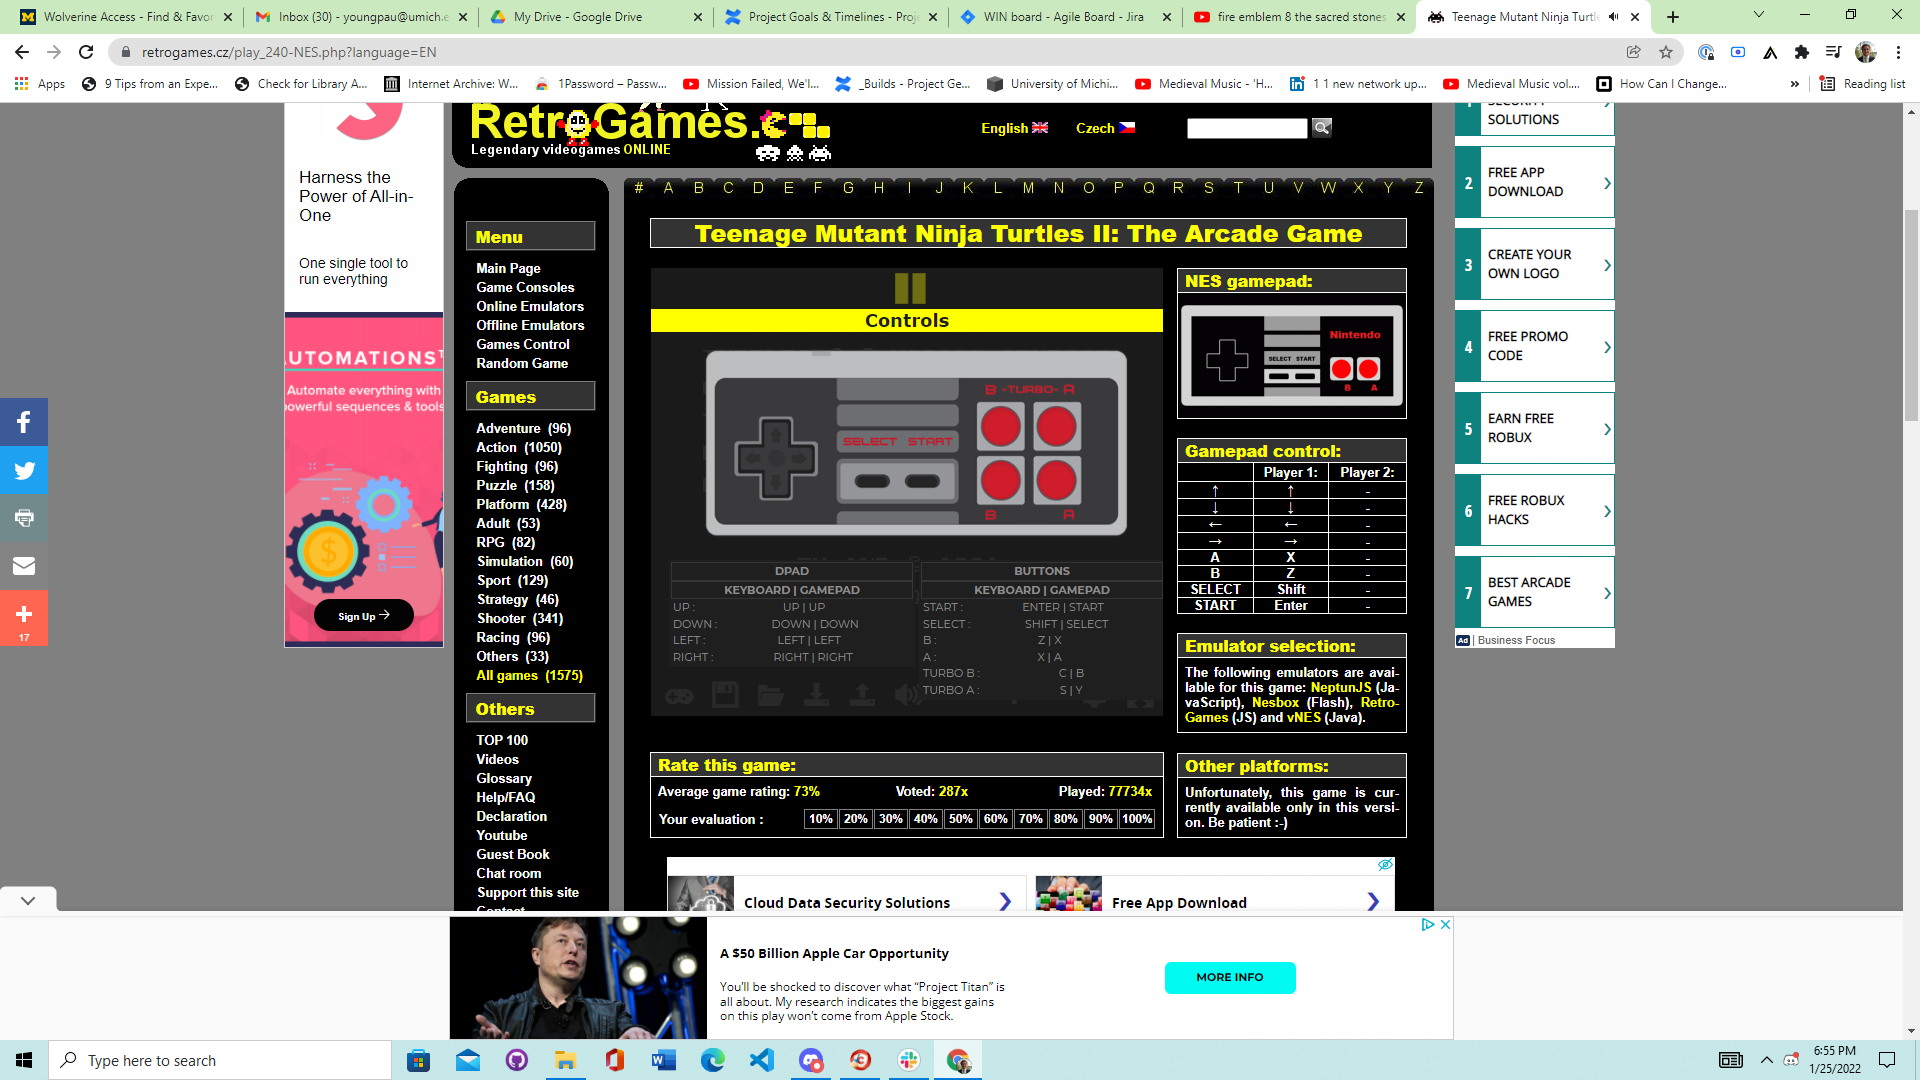 Wolverine Access - Find & Favor
Inbox (30) - youngpau@umich.e
My Drive - Google Drive
Project Goals & Timelines - Proj
WIN board - Agile Board - Jira
fire emblem 8 the sacred stones
Teenage Mutant Ninja Turtl
retrogames.cz/play_240-NES.php?language=EN
Apps
9 Tips from an Expe...
Check for Library A...
Internet Archive: W...
1Password – Passw...
Mission Failed, We'l...
_Builds - Project Ge...
University of Michi...
Medieval Music - 'H...
1 1 new network up...
Medieval Music vol....
How Can I Change...
»
Reading list
Harness the
Power of All-in-
One
One single tool to
run everything
AUTOMATIONS
Automate everything with
powerful sequences & tools
Sign Up →
17
RetroGames.c
Legendary videogames ONLINE
English
Czech
# A B C D E F G H I J K L M N O P Q R S T U V W X Y Z
Menu
Main Page
Game Consoles
Online Emulators
Offline Emulators
Games Control
Random Game
Games
Adventure (96)
Action (1050)
Fighting (96)
Puzzle (158)
Platform (428)
Adult (53)
RPG (82)
Simulation (60)
Sport (129)
Strategy (46)
Shooter (341)
Racing (96)
Others (33)
All games (1575)
Others
TOP 100
Videos
Glossary
Help/FAQ
Declaration
Youtube
Guest Book
Chat room
Support this site
Contact
Teenage Mutant Ninja Turtles II: The Arcade Game
Controls
B -TURBO- A
SELECT START
B A
DPAD
KEYBOARD | GAMEPAD
UP : UP | UP
DOWN : DOWN | DOWN
LEFT : LEFT | LEFT
RIGHT : RIGHT | RIGHT
BUTTONS
KEYBOARD | GAMEPAD
START : ENTER | START
SELECT : SHIFT | SELECT
B : Z | X
A : X | A
TURBO B : C | B
TURBO A : S | Y
NES gamepad:
Nintendo
SELECT START
B A
Gamepad control:
Player 1: Player 2:
↑ ↑ -
↓ ↓ -
← ← -
→ → -
A X -
B Z -
SELECT Shift -
START Enter -
Emulator selection:
The following emulators are avai-
lable for this game: NeptunJS (Ja-
vaScript), Nesbox (Flash), Retro-
Games (JS) and vNES (Java).
Rate this game:
Average game rating: 73% Voted: 287x Played: 77734x
Your evaluation : 10% 20% 30% 40% 50% 60% 70% 80% 90% 100%
Other platforms:
Unfortunately, this game is cur-
rently available only in this versi-
on. Be patient :-)
Cloud Data Security Solutions
Free App Download
SECURITY
SOLUTIONS
2 FREE APP
DOWNLOAD
3 CREATE YOUR
OWN LOGO
4 FREE PROMO
CODE
5 EARN FREE
ROBUX
6 FREE ROBUX
HACKS
7 BEST ARCADE
GAMES
Ad | Business Focus
A $50 Billion Apple Car Opportunity
You'll be shocked to discover what “Project Titan” is
all about. My research indicates the biggest gains
on this play won't come from Apple Stock.
MORE INFO
Type here to search
6:55 PM
1/25/2022